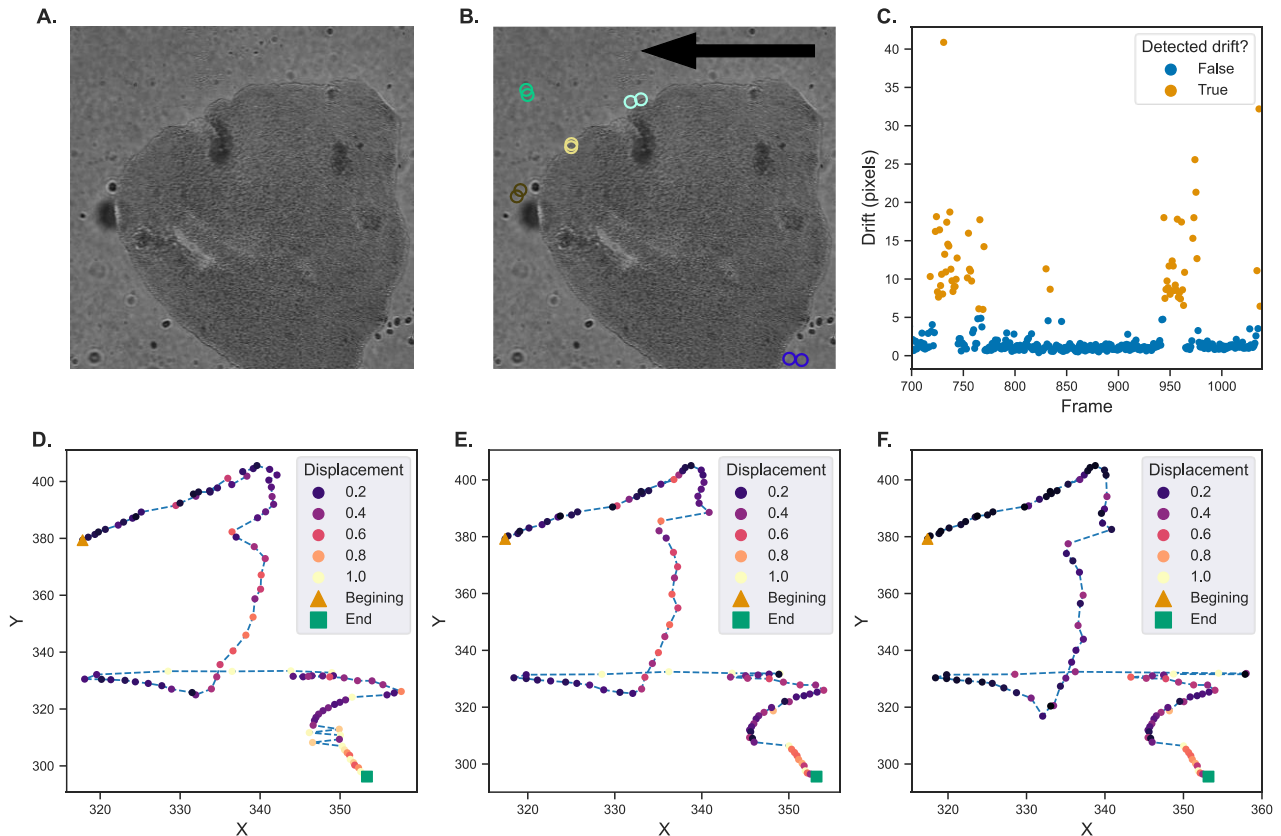 A.
B.
C.
Detected drift?
False
True
40
35
30
25
20
15
10
5
0
Drift (pixels)
700
750
800
850
900
950
1000
Frame
D.
Displacement
0.2
0.4
0.6
0.8
1.0
Begining
End
400
380
360
340
320
300
Y
320
330
340
350
X
E.
Displacement
0.2
0.4
0.6
0.8
1.0
Begining
End
400
380
360
340
320
300
Y
320
330
340
350
X
F.
Displacement
0.2
0.4
0.6
0.8
1.0
Begining
End
400
380
360
340
320
300
Y
320
330
340
350
360
X